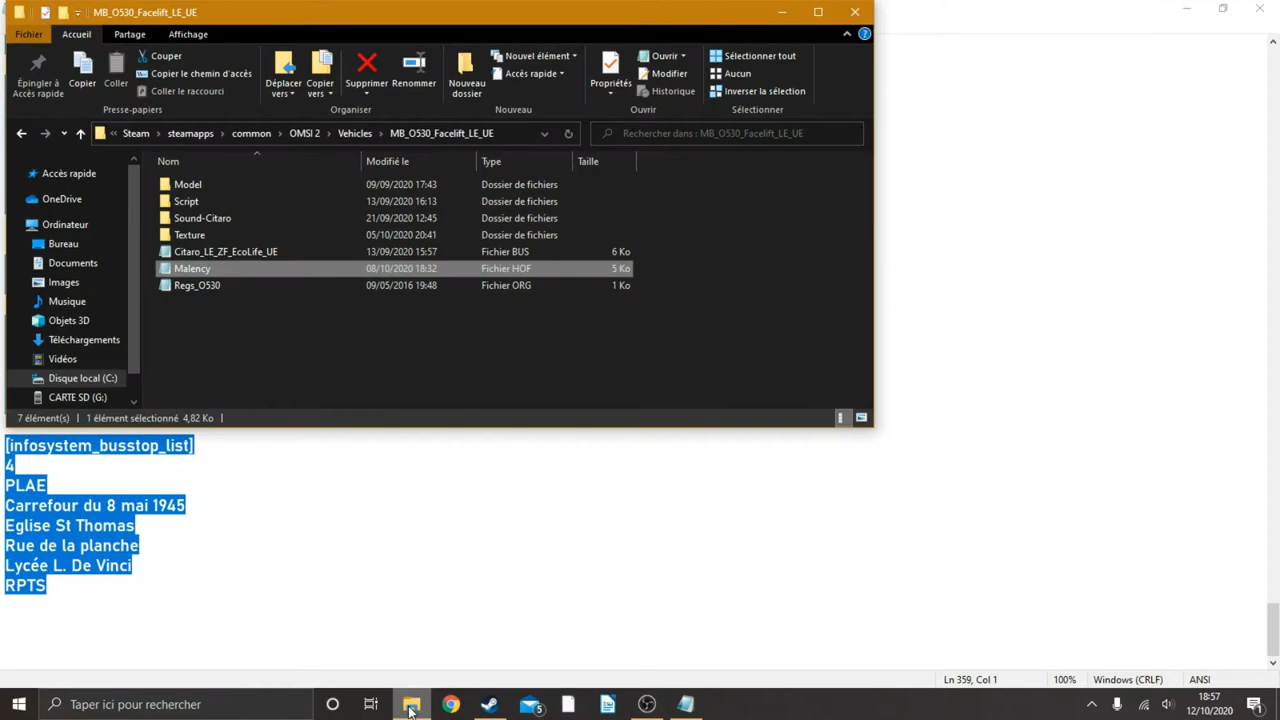 MB_O530_Facelift_LE_UE
Fichier Accueil Partage Affichage
Épingler à Accès rapide
Copier
Coller
Couper
Copier le chemin d'accès
Coller le raccourci
Presse-papiers
Déplacer vers
Copier vers
Supprimer
Renommer
Organiser
Nouveau dossier
Nouvel élément
Accès rapide
Nouveau
Propriétés
Ouvrir
Modifier
Historique
Ouvrir
Sélectionner tout
Aucun
Inverser la sélection
Sélectionner
Steam > steamapps > common > OMSI 2 > Vehicles > MB_O530_Facelift_LE_UE
Rechercher dans : MB_O530_Facelift_LE_UE
Accès rapide
OneDrive
Ordinateur
Bureau
Documents
Images
Musique
Objets 3D
Téléchargements
Vidéos
Disque local (C:)
CARTE SD (G:)
Nom Modifié le Type Taille
Model 09/09/2020 17:43 Dossier de fichiers
Script 13/09/2020 16:13 Dossier de fichiers
Sound-Citaro 21/09/2020 12:45 Dossier de fichiers
Texture 05/10/2020 20:41 Dossier de fichiers
Citaro_LE_ZF_EcoLife_UE 13/09/2020 15:57 Fichier BUS 6 Ko
Malency 08/10/2020 18:32 Fichier HOF 5 Ko
Regs_O530 09/05/2016 19:48 Fichier ORG 1 Ko
7 élément(s) 1 élément sélectionné 4,82 Ko
[infosystem_busstop_list]
4
PLAE
Carrefour du 8 mai 1945
Eglise St Thomas
Rue de la planche
Lycée L. De Vinci
RPTS
Ln 359, Col 1 100% Windows (CRLF) ANSI
Taper ici pour rechercher
5
18:57
12/10/2020
1